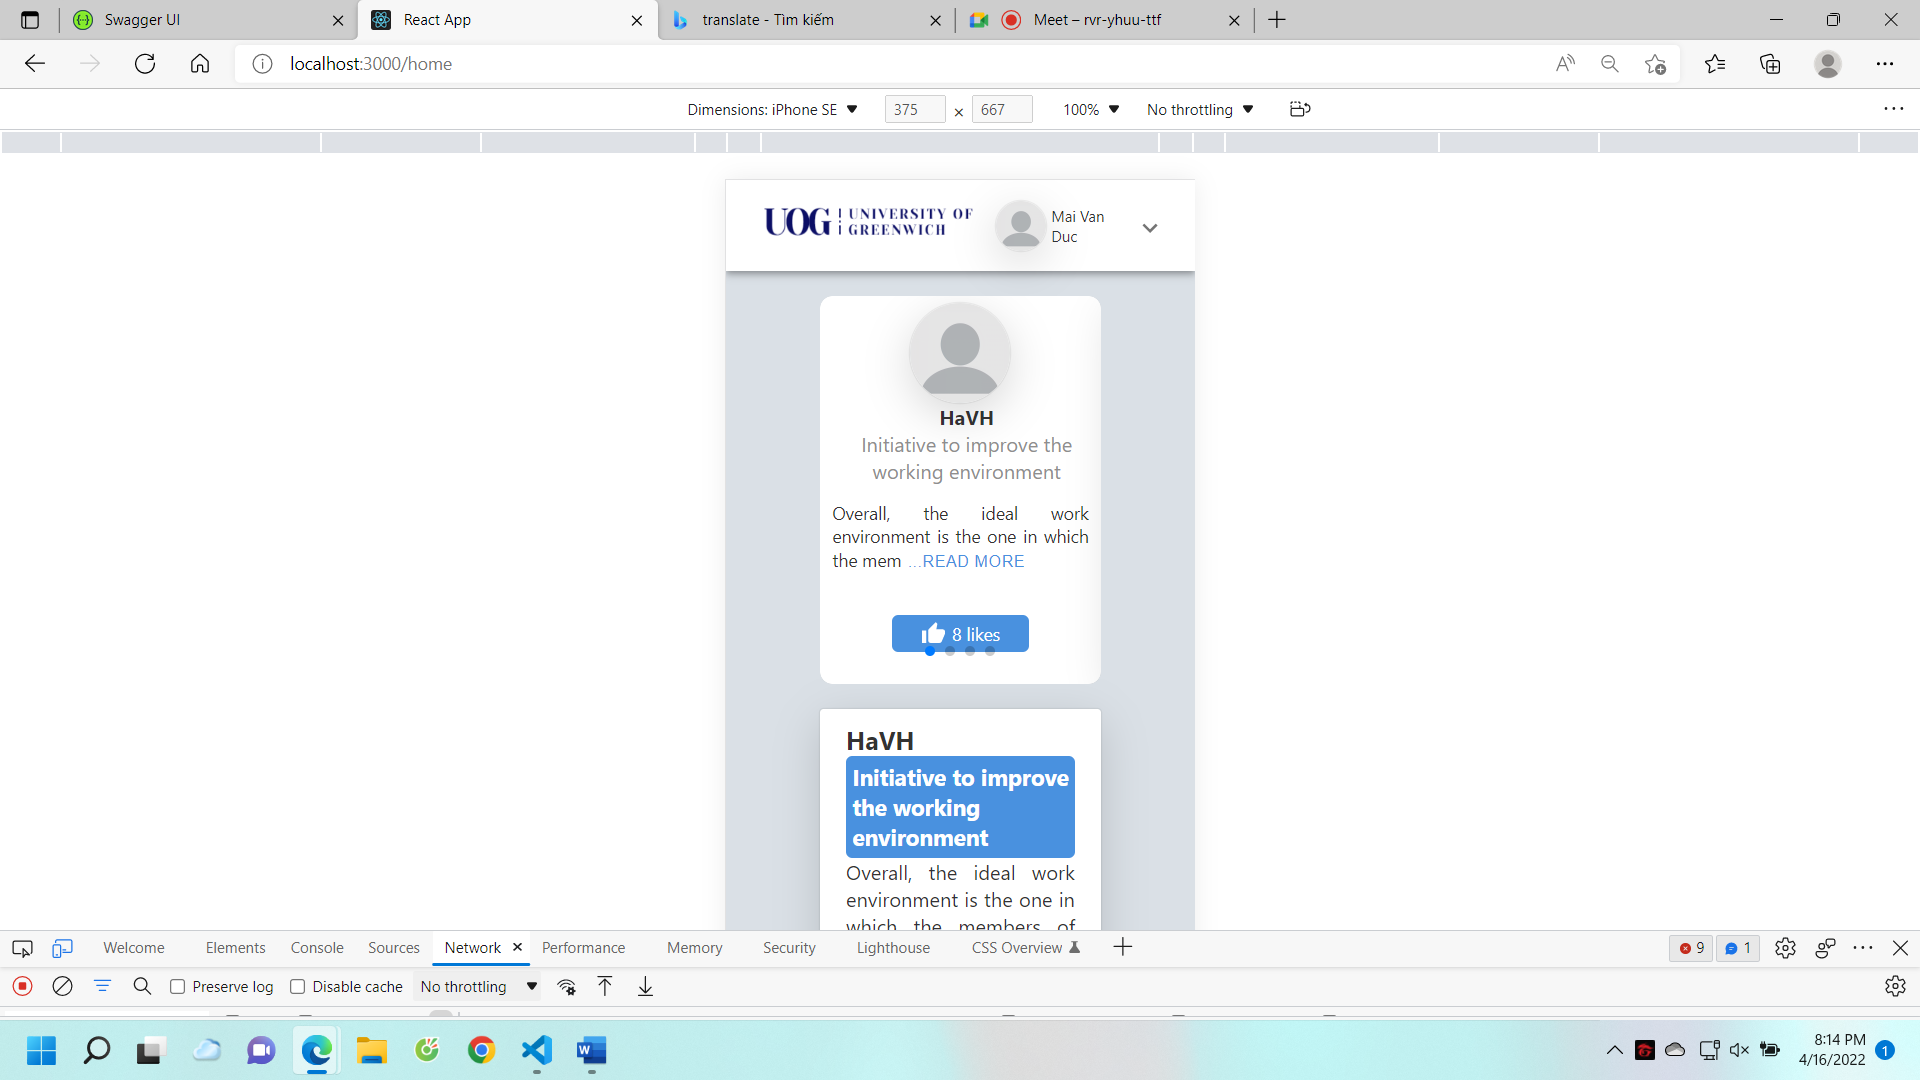 Swagger UI
React App
translate - Tìm kiếm
Meet – rvr-yhuu-ttf
localhost:3000/home
Dimensions: iPhone SE
375 × 667
100%
No throttling
UOG UNIVERSITY OF
GREENWICH
Mai Van
Duc
HaVH
Initiative to improve the
working environment
Overall, the ideal work
environment is the one in which
the mem ...READ MORE
8 likes
HaVH
Initiative to improve
the working
environment
Overall, the ideal work
environment is the one in
which the members of
Welcome Elements Console Sources Network Performance Memory Security Lighthouse CSS Overview
9 1
Preserve log Disable cache No throttling
8:14 PM
4/16/2022
1